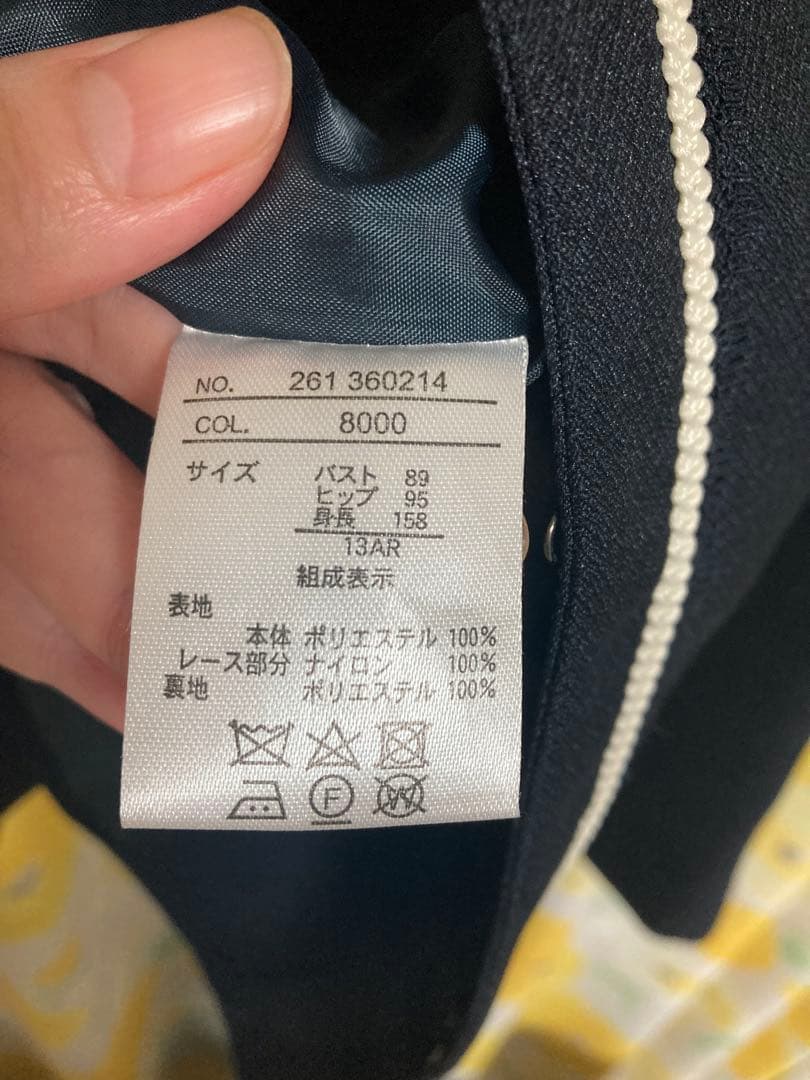 NO. 261 360214
COL. 8000
サイズ バスト 89
ヒップ 95
身長 158
13AR
組成表示
表地
本体 ポリエステル 100%
レース部分 ナイロン 100%
裏地 ポリエステル 100%
F W